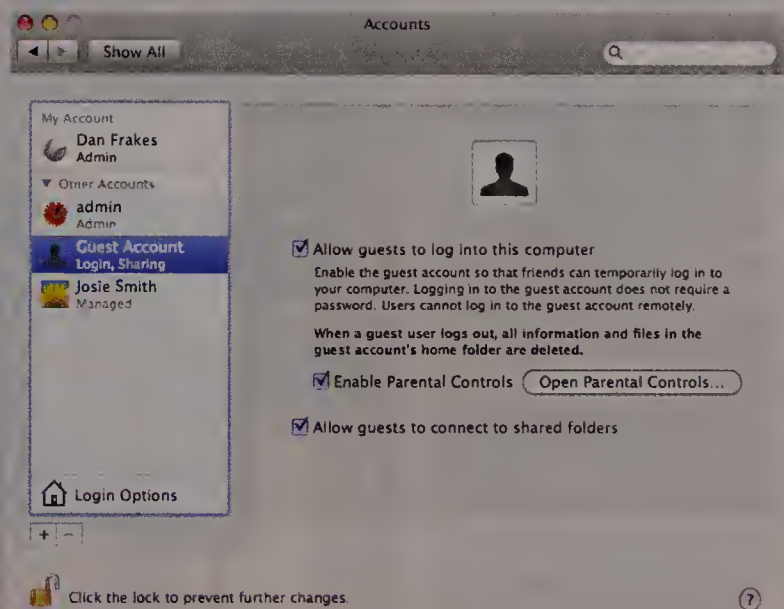 Accounts
Show All
My Account
Dan Frakes
Admin
Other Accounts
admin
Admin
Guest Account
Login, Sharing
Josie Smith
Managed
Login Options
+ −
Allow guests to log into this computer
Enable the guest account so that friends can temporarily log in to
your computer. Logging in to the guest account does not require a
password. Users cannot log in to the guest account remotely.
When a guest user logs out, all information and files in the
guest account's home folder are deleted.
Enable Parental Controls Open Parental Controls...
Allow guests to connect to shared folders
Click the lock to prevent further changes.
?